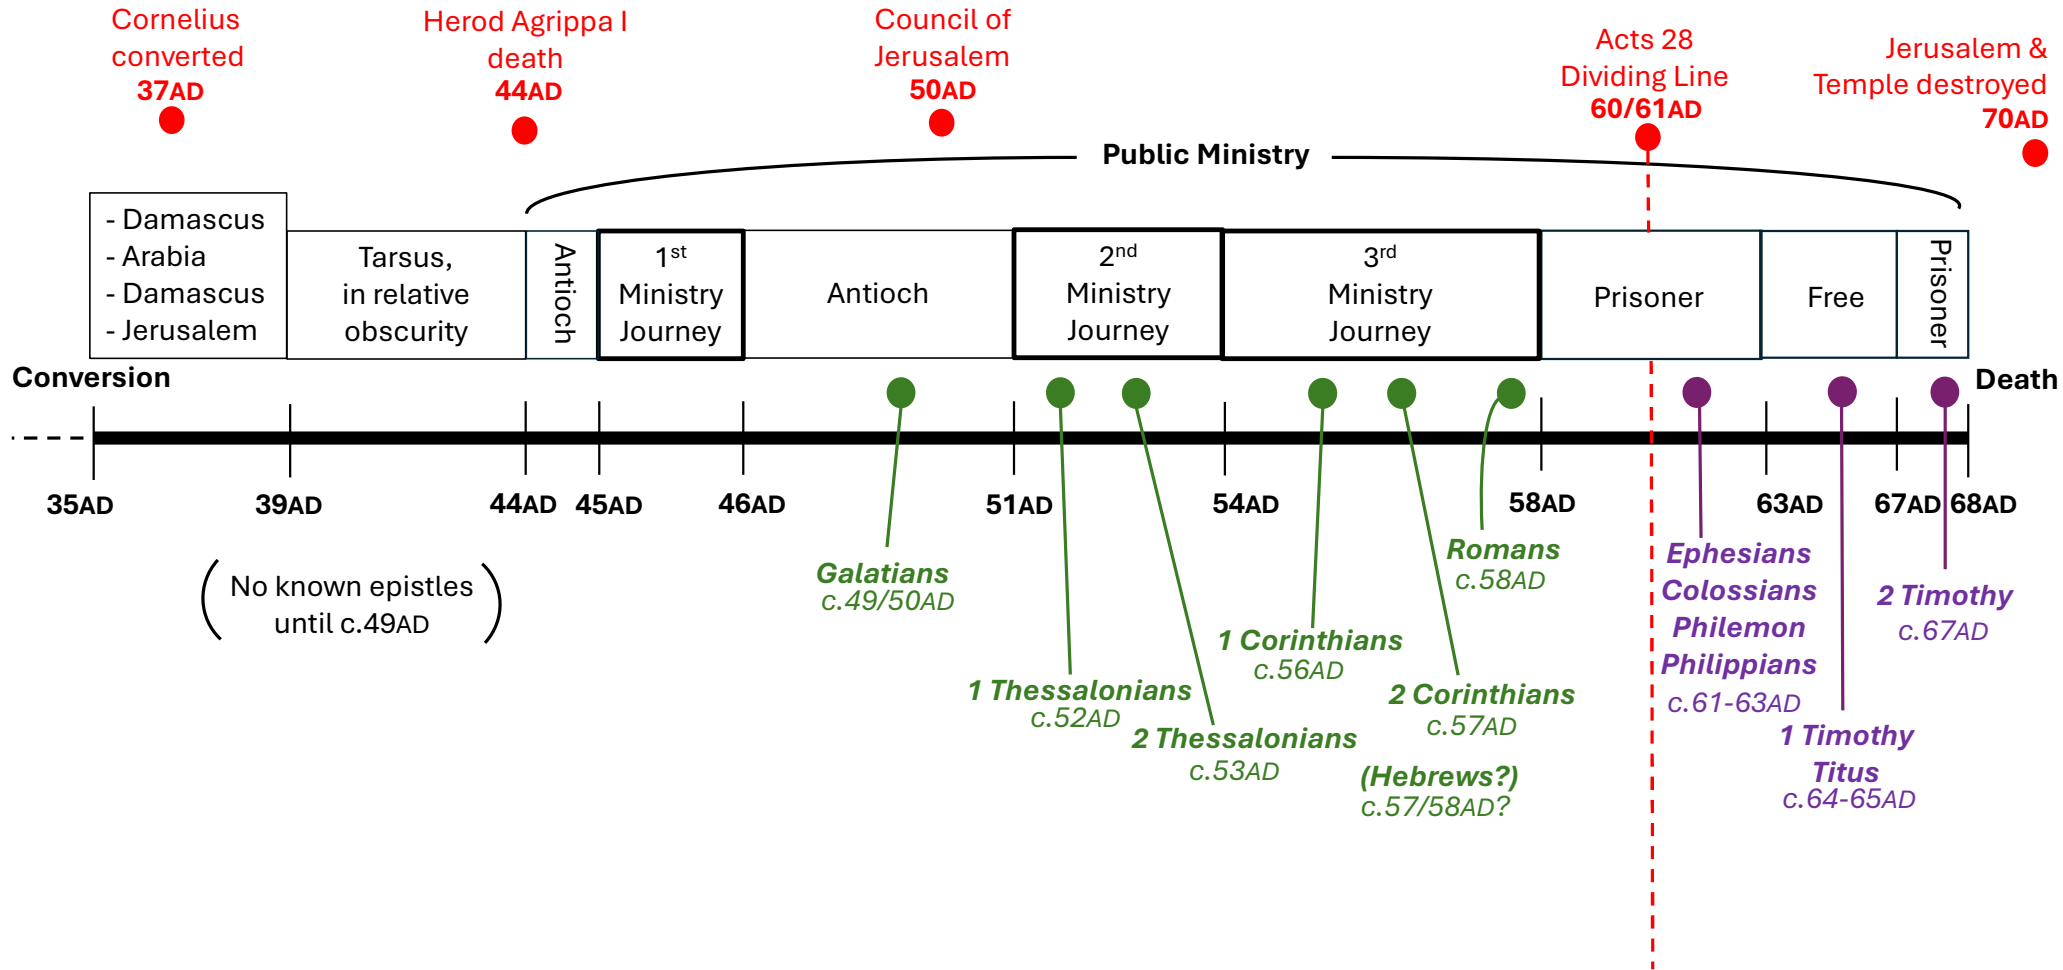 Cornelius
converted
37AD
Herod Agrippa I
death
44AD
Council of
Jerusalem
50AD
Acts 28
Dividing Line
60/61AD
Jerusalem &
Temple destroyed
70AD
Public Ministry
- Damascus
- Arabia
- Damascus
- Jerusalem
Tarsus,
in relative
obscurity
Antioch
1st
Ministry
Journey
Antioch
2nd
Ministry
Journey
3rd
Ministry
Journey
Prisoner
Free
Prisoner
Conversion
Death
35AD
39AD
44AD
45AD
46AD
51AD
54AD
58AD
63AD
67AD
68AD
(No known epistles
until c.49AD)
Galatians
c.49/50AD
1 Thessalonians
c.52AD
2 Thessalonians
c.53AD
1 Corinthians
c.56AD
2 Corinthians
c.57AD
(Hebrews?)
c.57/58AD?
Romans
c.58AD
Ephesians
Colossians
Philemon
Philippians
c.61-63AD
1 Timothy
Titus
c.64-65AD
2 Timothy
c.67AD